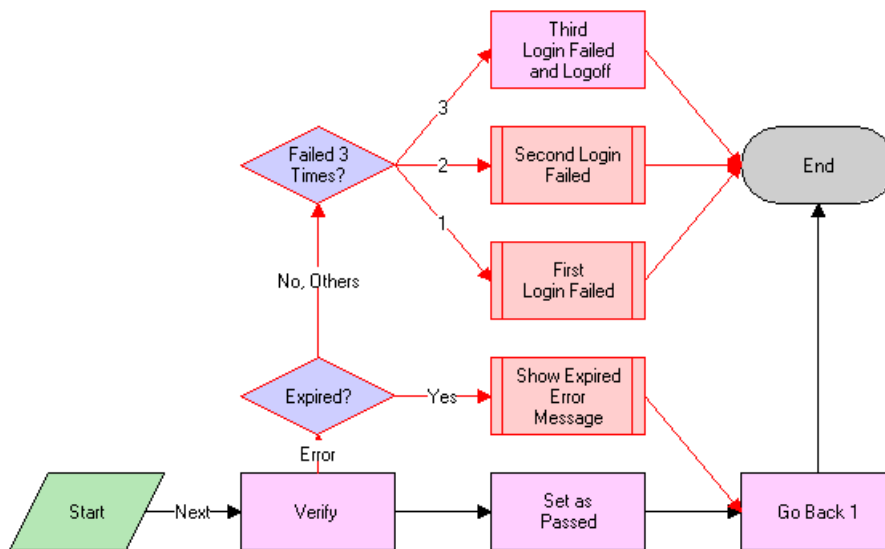 Third
Login Failed
and Logoff
3
Failed 3
Times?
2
Second Login
Failed
End
1
First
Login Failed
No, Others
Expired?
Yes
Show Expired
Error
Message
Error
Start
Next
Verify
Set as
Passed
Go Back 1